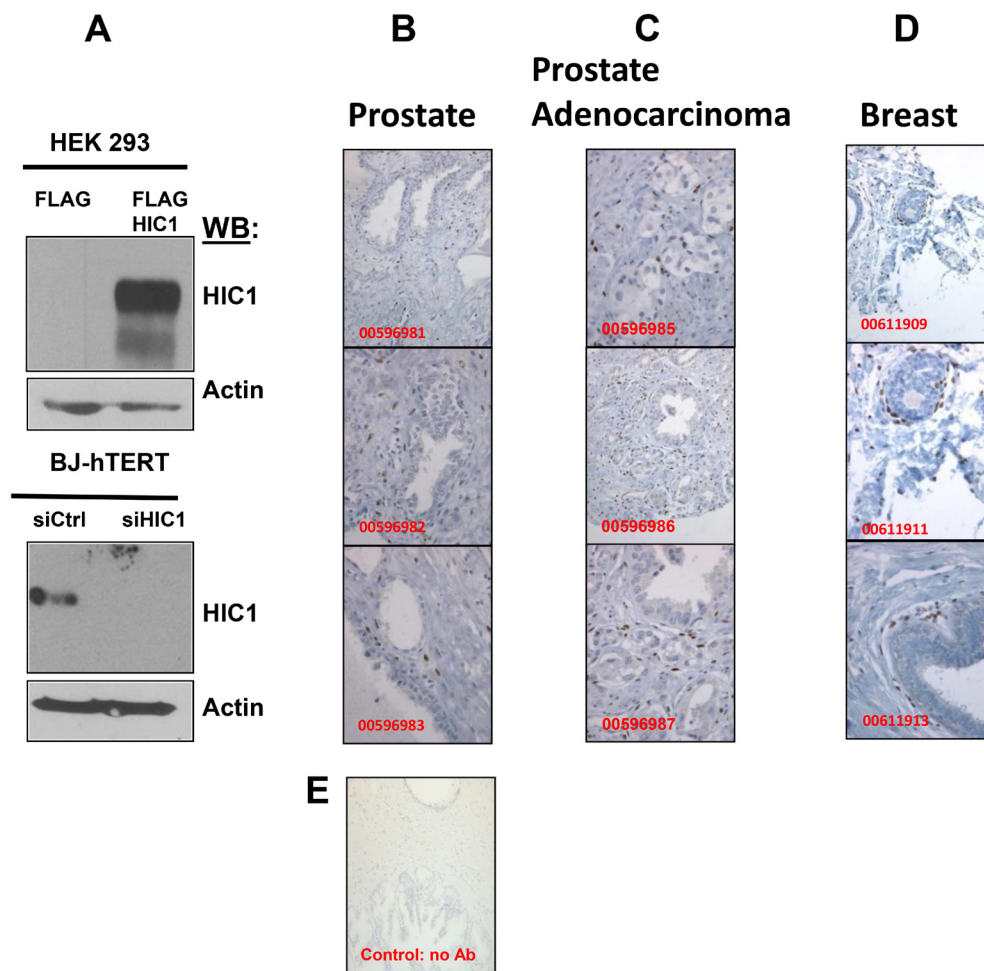 A
B
C
D
Prostate
Prostate
Adenocarcinoma
Breast
HEK 293
FLAG
FLAG
HIC1
WB:
HIC1
Actin
BJ-hTERT
siCtrl
siHIC1
HIC1
Actin
00596981
00596982
00596983
00596985
00596986
00596987
00611909
00611911
00611913
E
Control: no Ab